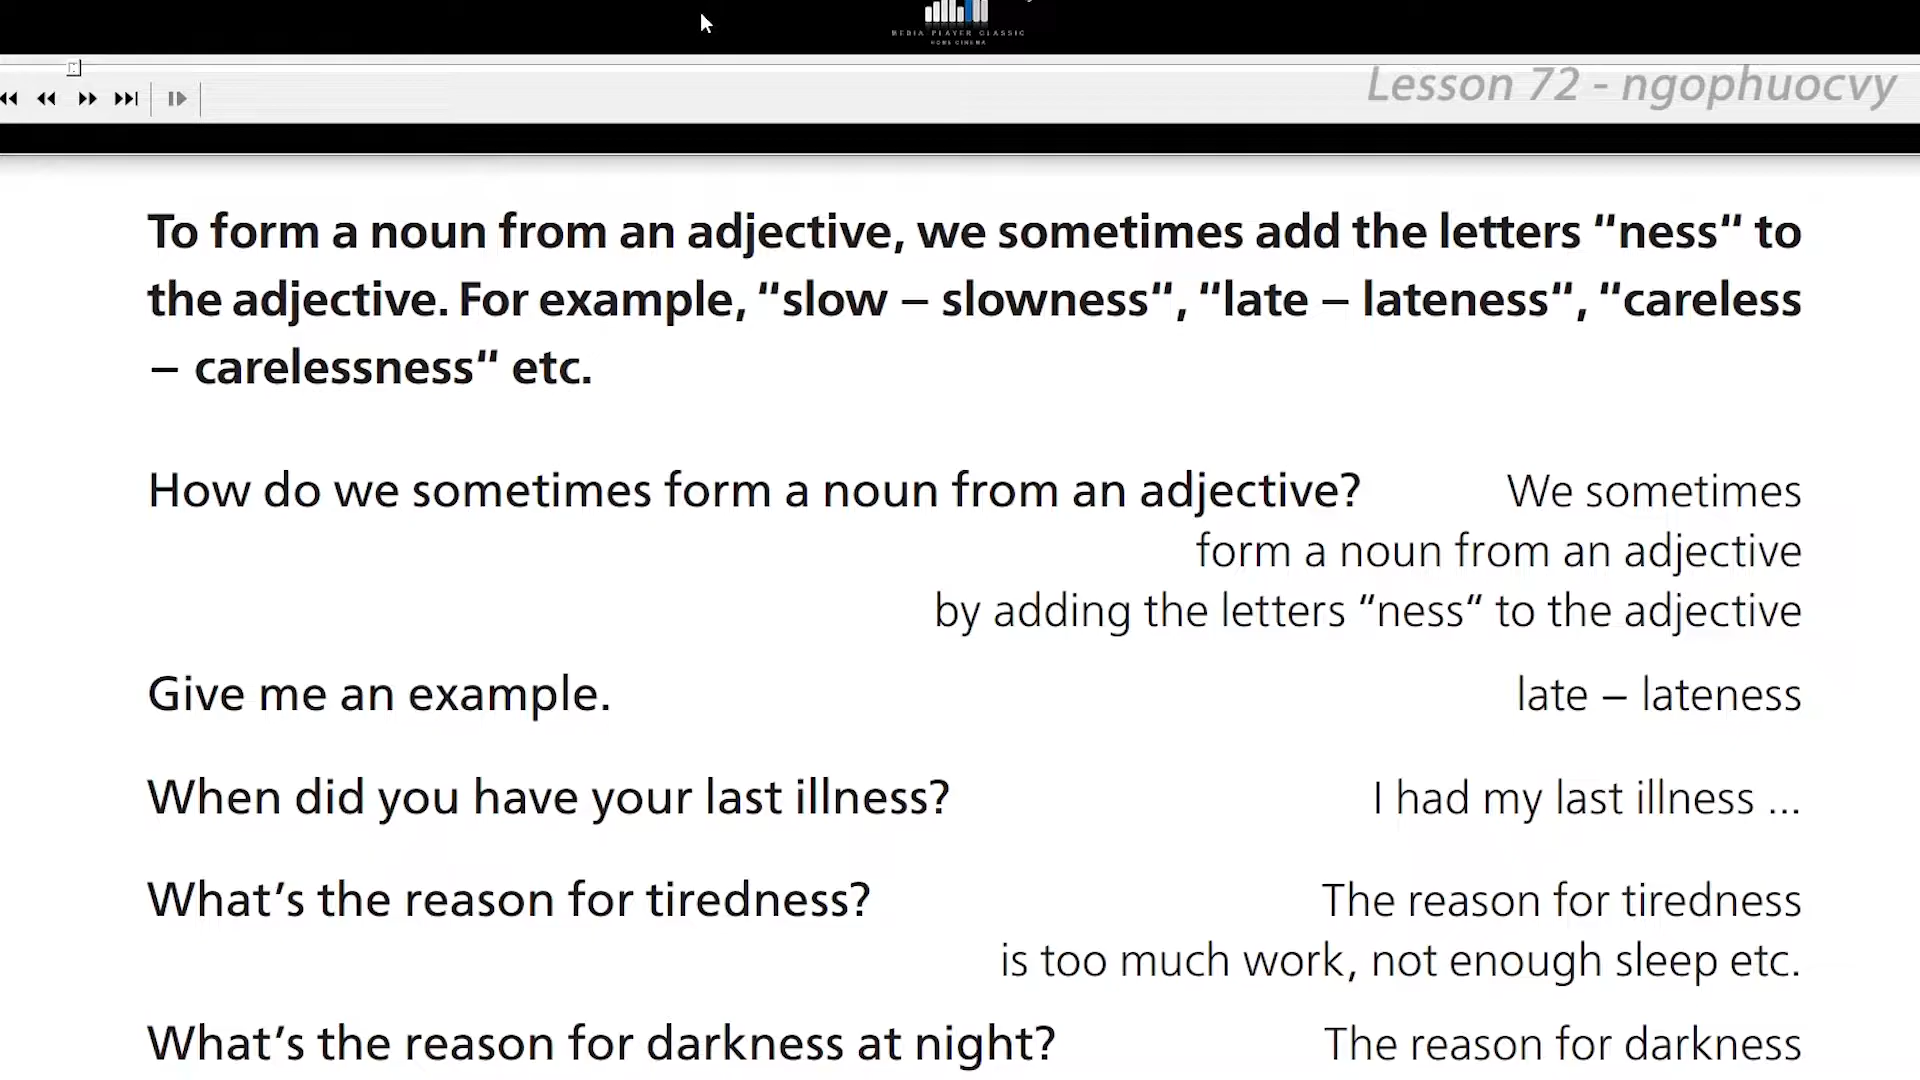 MEDIA PLAYER CLASSIC
HOME CINEMA
Lesson 72 - ngophuocvy
To form a noun from an adjective, we sometimes add the letters “ness“ to
the adjective. For example, “slow – slowness“, “late – lateness“, “careless
– carelessness“ etc.
How do we sometimes form a noun from an adjective? We sometimes
form a noun from an adjective
by adding the letters “ness“ to the adjective
Give me an example. late – lateness
When did you have your last illness? I had my last illness ...
What’s the reason for tiredness? The reason for tiredness
is too much work, not enough sleep etc.
What’s the reason for darkness at night? The reason for darkness